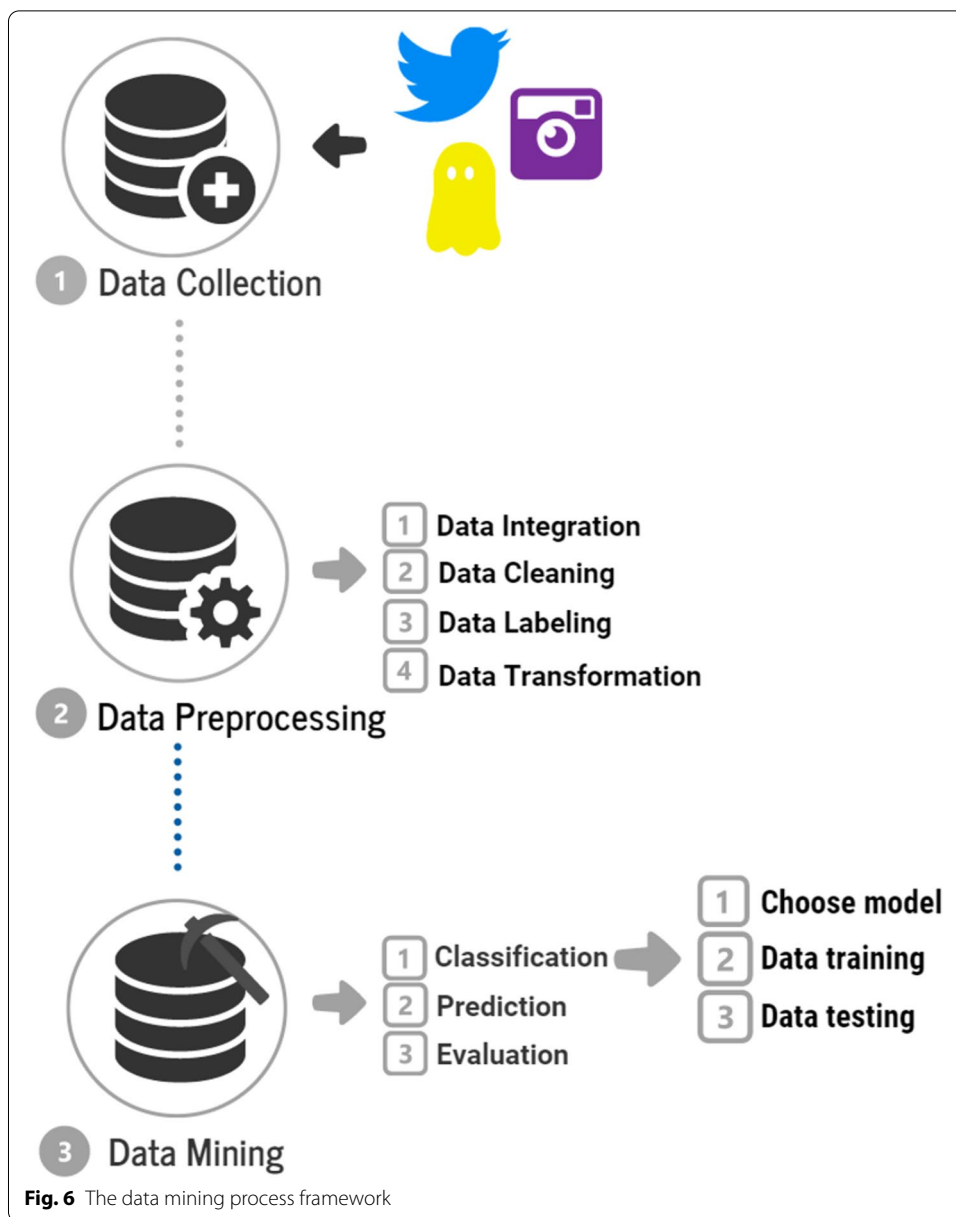 1 Data Collection
1 Data Integration
2 Data Cleaning
3 Data Labeling
4 Data Transformation
2 Data Preprocessing
1 Classification
2 Prediction
3 Evaluation
1 Choose model
2 Data training
3 Data testing
3 Data Mining
Fig. 6 The data mining process framework